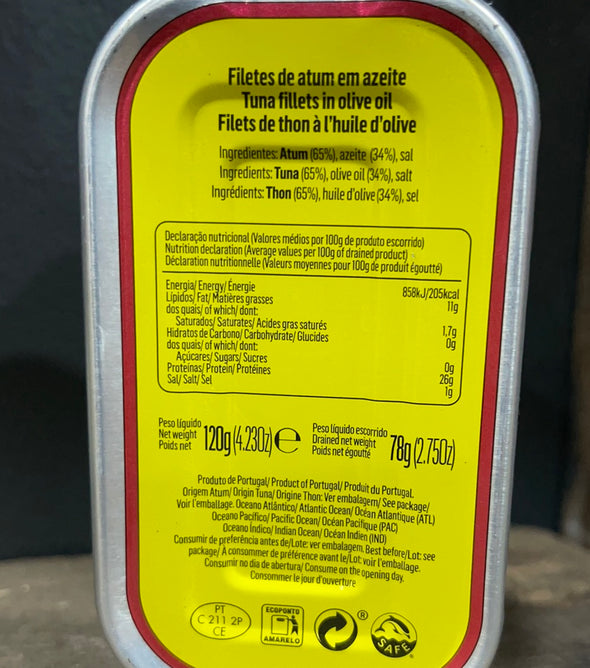 Filetes de atum em azeite
Tuna fillets in olive oil
Filets de thon à l'huile d'olive
Ingredientes: Atum (65%), azeite (34%), sal
Ingredients: Tuna (65%), olive oil (34%), salt
Ingrédients: Thon (65%), huile d'olive (34%), sel
Declaração nutricional (Valores médios por 100g de produto escorrido)
Nutrition declaration (Average values per 100g of drained product)
Déclaration nutritionnelle (Valeurs moyennes pour 100g de produit égoutté)
Energia/ Energy/ Énergie 858kJ/205kcal
Lípidos/ Fat/ Matières grasses 11g
dos quais/ of which/ dont:
Saturados/ Saturates/ Acides gras saturés 1,7g
Hidratos de Carbono/ Carbohydrate/ Glucides 0g
dos quais/ of which/ dont:
Açúcares/ Sugars/ Sucres 0g
Proteínas/ Protein/ Protéines 26g
Sal/ Salt/ Sel 1g
Peso líquido
Net weight
Poids net
120g (4.23OZ) e
Peso líquido escorrido
Drained net weight
Poids net égoutté
78g (2.75OZ)
Produto de Portugal/ Product of Portugal/ Produit du Portugal.
Origem Atum/ Origin Tuna/ Origine Thon: Ver embalagem/ See package/
Voir l'emballage. Oceano Atlântico/ Atlantic Ocean/ Océan Atlantique (ATL)
Oceano Pacífico/ Pacific Ocean/ Océan Pacifique (PAC)
Oceano Índico/ Indian Ocean/ Océan Indien (IND)
Consumir de preferência antes de/Lote: ver embalagem. Best before/Lot: see
package/ A consommer de préférence avant le/Lot: voir l'emballage.
Consumir no dia de abertura/ Consume on the opening day.
Consommer le jour d'ouverture
PT
C 211 2P
CE
ECOPONTO
AMARELO
®
SAFE